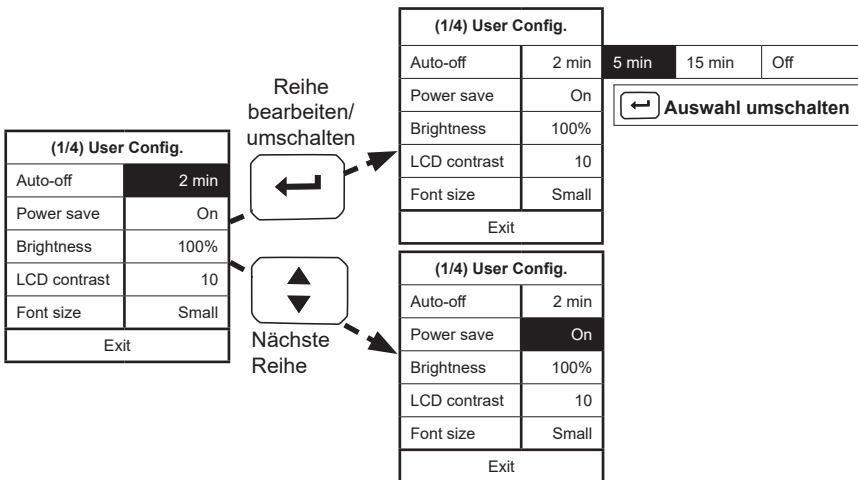 (1/4) User Config.
Auto-off 2 min
Power save On
Brightness 100%
LCD contrast 10
Font size Small
Exit
Reihe
bearbeiten/
umschalten
Nächste
Reihe
(1/4) User Config.
Auto-off 2 min 5 min 15 min Off
Power save On
Brightness 100%
LCD contrast 10
Font size Small
Exit
Auswahl umschalten
(1/4) User Config.
Auto-off 2 min
Power save On
Brightness 100%
LCD contrast 10
Font size Small
Exit